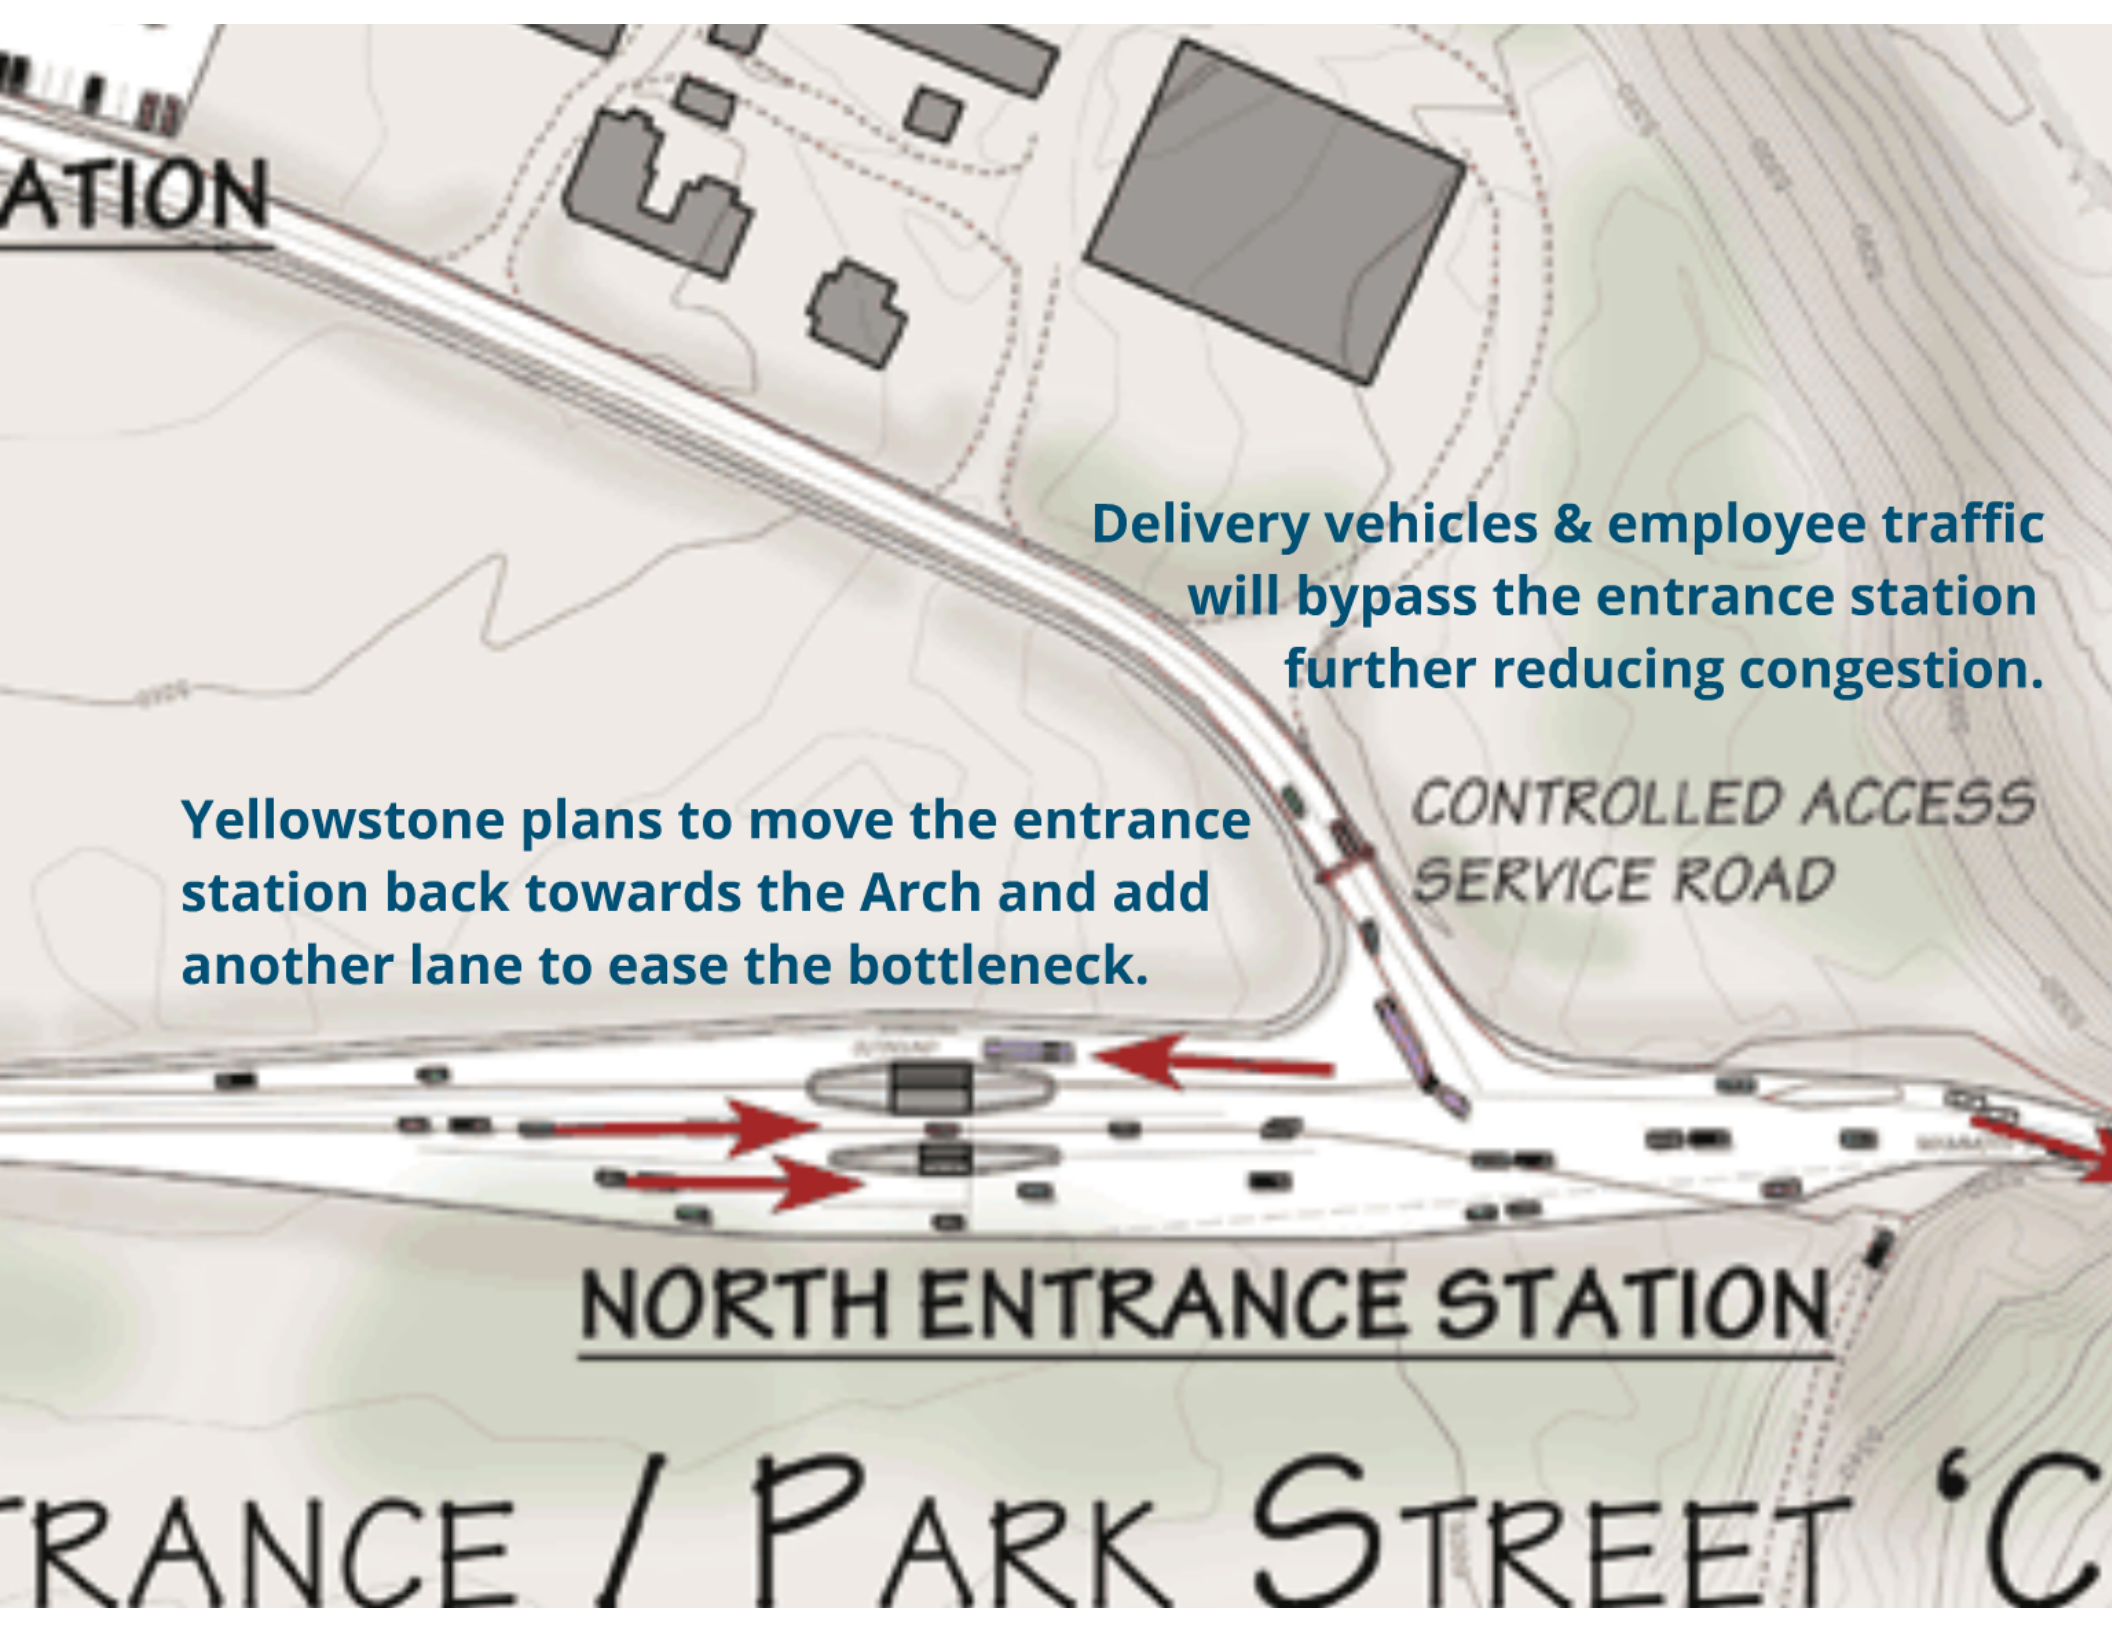 ATION
Delivery vehicles & employee traffic
will bypass the entrance station
further reducing congestion.
CONTROLLED ACCESS
SERVICE ROAD
Yellowstone plans to move the entrance
station back towards the Arch and add
another lane to ease the bottleneck.
NORTH ENTRANCE STATION
TRANCE / PARK STREET ‘C